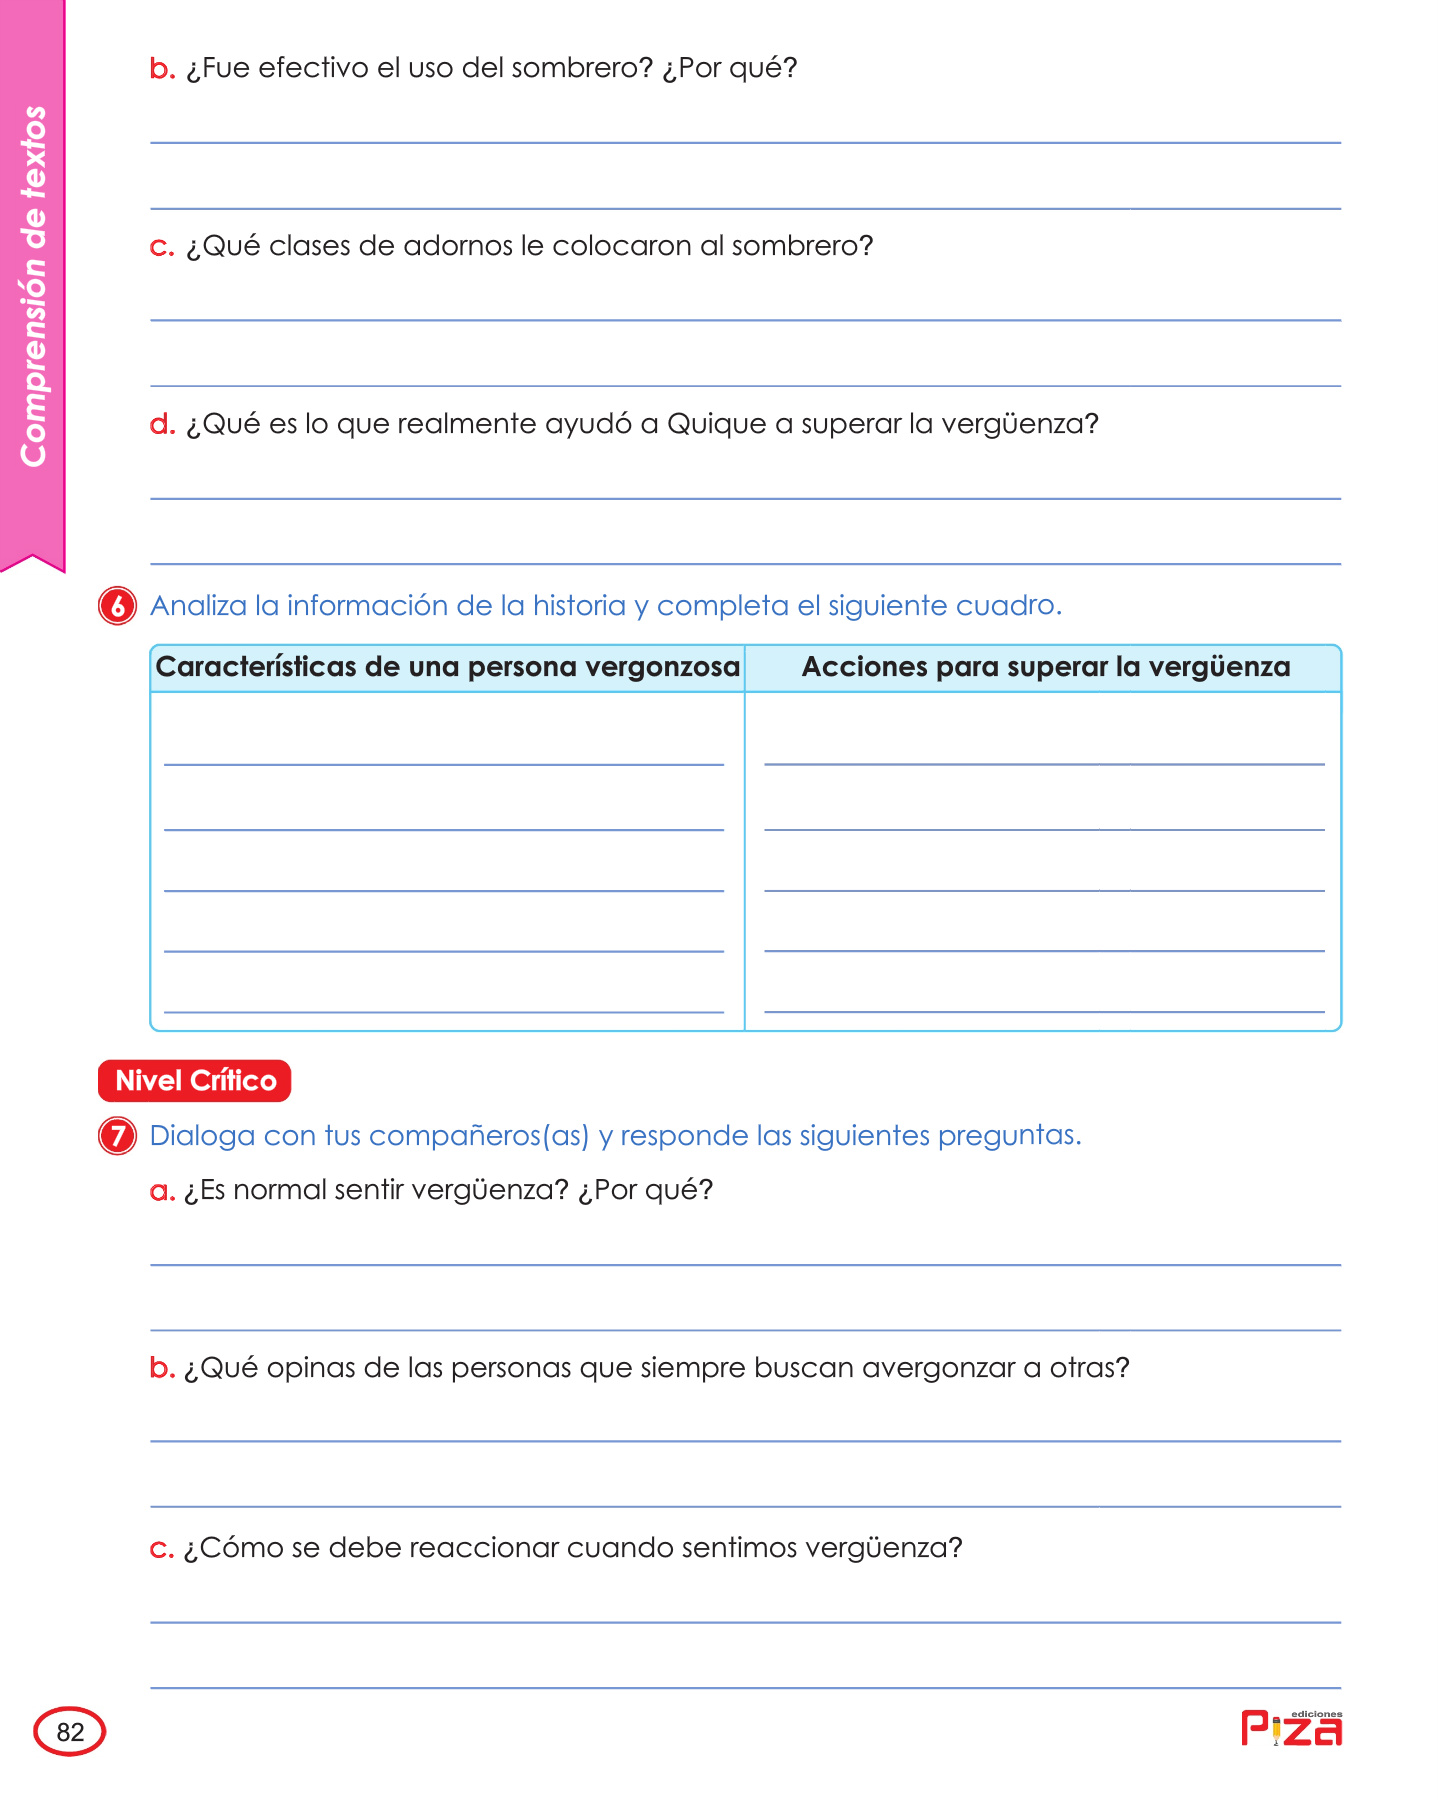 Comprensión de textos
b. ¿Fue efectivo el uso del sombrero? ¿Por qué?
c. ¿Qué clases de adornos le colocaron al sombrero?
d. ¿Qué es lo que realmente ayudó a Quique a superar la vergüenza?
6 Analiza la información de la historia y completa el siguiente cuadro.
Características de una persona vergonzosa Acciones para superar la vergüenza
Nivel Crítico
7 Dialoga con tus compañeros(as) y responde las siguientes preguntas.
a. ¿Es normal sentir vergüenza? ¿Por qué?
b. ¿Qué opinas de las personas que siempre buscan avergonzar a otras?
c. ¿Cómo se debe reaccionar cuando sentimos vergüenza?
82
ediciones
Piza